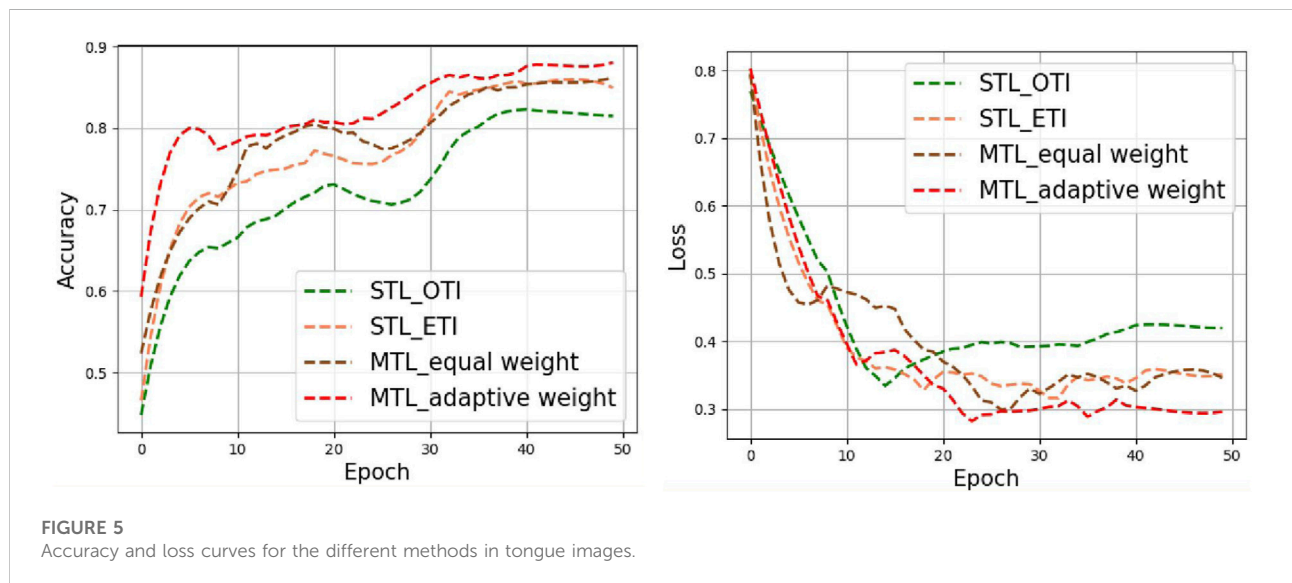 0.9
0.8
0.7
0.6
0.5
Accuracy
STL_OTI
STL_ETI
MTL_equal weight
MTL_adaptive weight
0 10 20 30 40 50
Epoch
0.8
0.7
0.6
0.5
0.4
0.3
Loss
STL_OTI
STL_ETI
MTL_equal weight
MTL_adaptive weight
0 10 20 30 40 50
Epoch
FIGURE 5
Accuracy and loss curves for the different methods in tongue images.